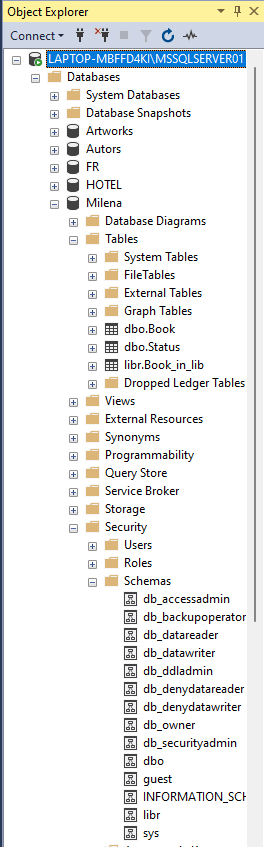 Object Explorer
Connect
LAPTOP-MBFFD4KI\MSSQLSERVER01
Databases
System Databases
Database Snapshots
Artworks
Autors
FR
HOTEL
Milena
Database Diagrams
Tables
System Tables
FileTables
External Tables
Graph Tables
dbo.Book
dbo.Status
libr.Book_in_lib
Dropped Ledger Tables
Views
External Resources
Synonyms
Programmability
Query Store
Service Broker
Storage
Security
Users
Roles
Schemas
db_accessadmin
db_backupoperator
db_datareader
db_datawriter
db_ddladmin
db_denydatareader
db_denydatawriter
db_owner
db_securityadmin
dbo
guest
INFORMATION_SCH
libr
sys